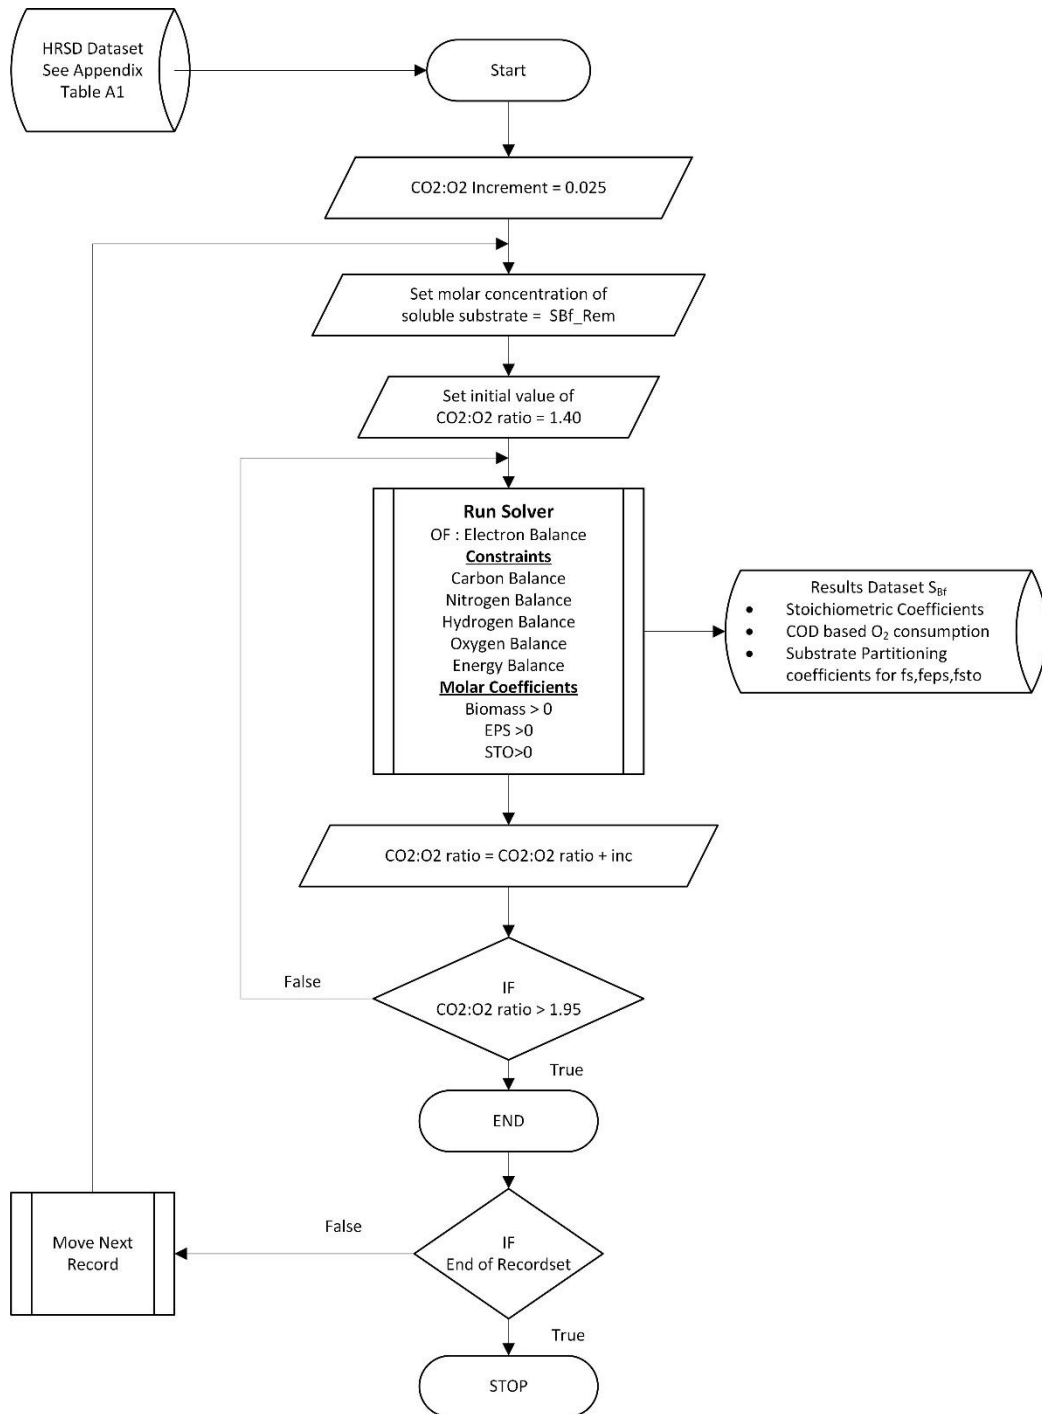 HRSD Dataset
See Appendix
Table A1
Start
CO2:O2 Increment = 0.025
Set molar concentration of
soluble substrate = SBf_Rem
Set initial value of
CO2:O2 ratio = 1.40
Run Solver
OF : Electron Balance
Constraints
Carbon Balance
Nitrogen Balance
Hydrogen Balance
Oxygen Balance
Energy Balance
Molar Coefficients
Biomass > 0
EPS >0
STO>0
Results Dataset S_Bf
• Stoichiometric Coefficients
• COD based O₂ consumption
• Substrate Partitioning
coefficients for fs,feps,fsto
CO2:O2 ratio = CO2:O2 ratio + inc
False
IF
CO2:O2 ratio > 1.95
True
END
False
IF
End of Recordset
Move Next
Record
True
STOP